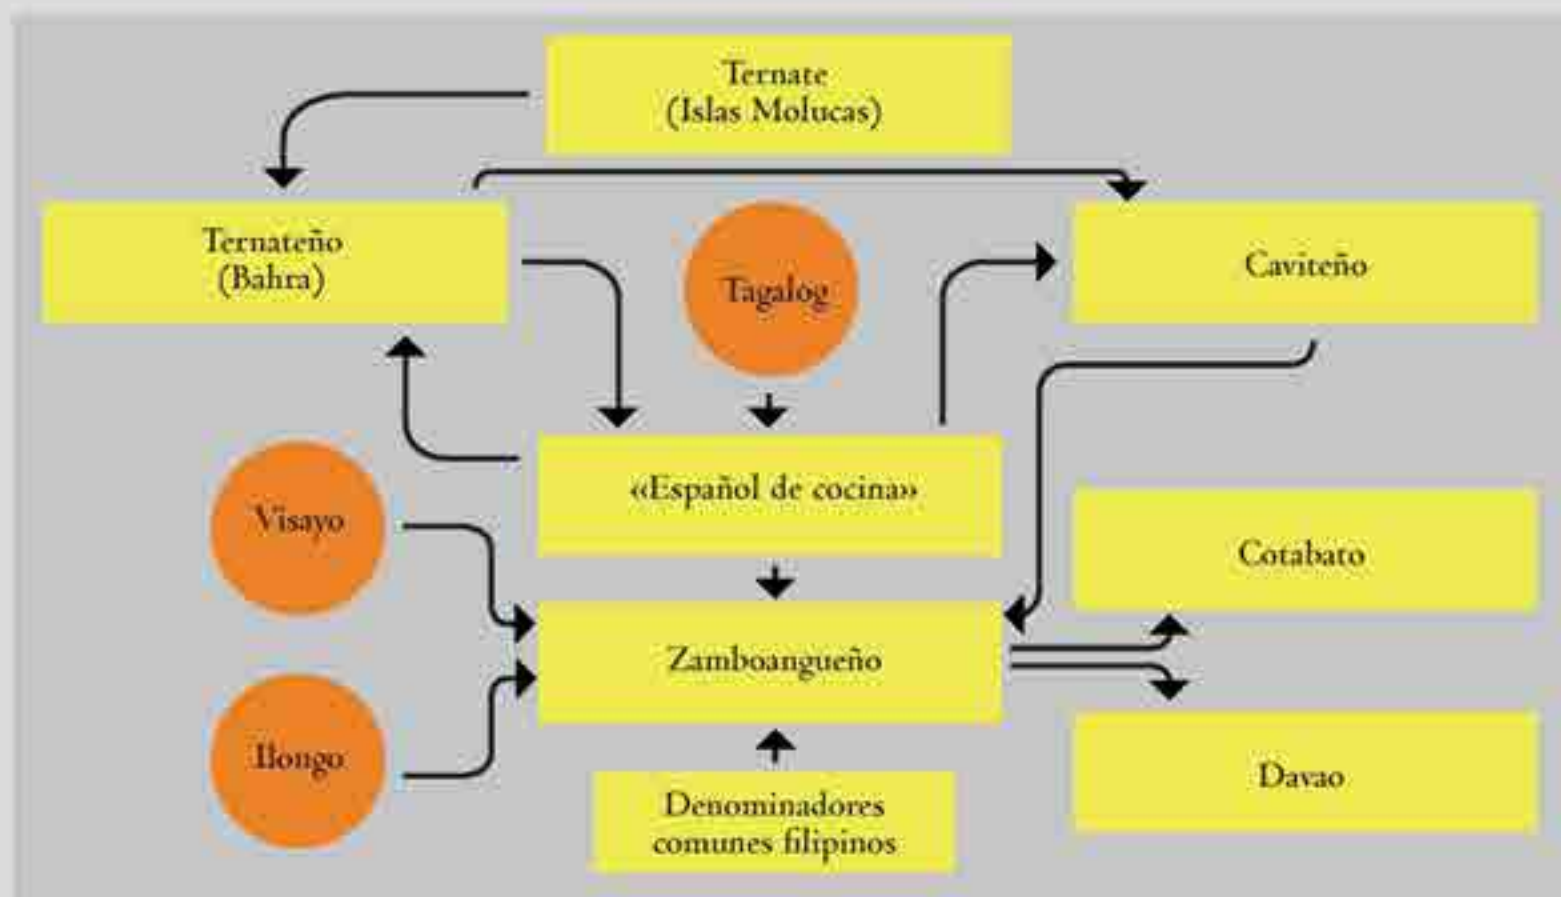 Ternate
(Islas Molucas)
Ternateño
(Bahra)
Tagalog
Caviteño
«Español de cocina»
Visayo
Cotabato
Zamboangueño
Ilongo
Davao
Denominadores
comunes filipinos